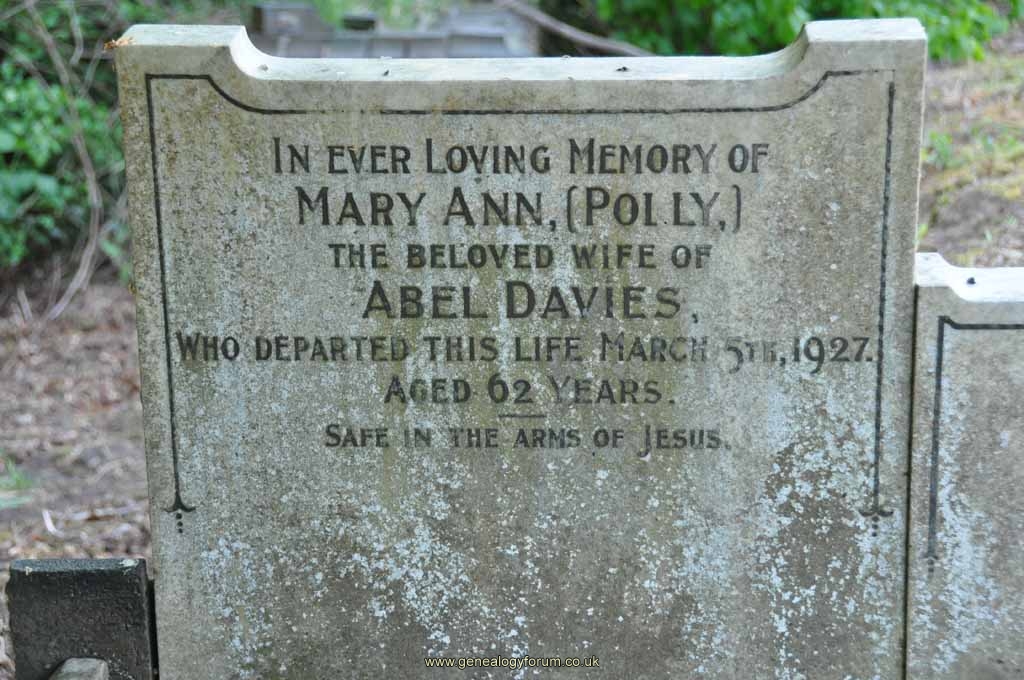 In ever Loving Memory of
Mary Ann, (Polly,)
the beloved wife of
Abel Davies,
Who departed this life March 5th, 1927.
Aged 62 Years.
Safe in the arms of Jesus.
www.genealogyforum.co.uk